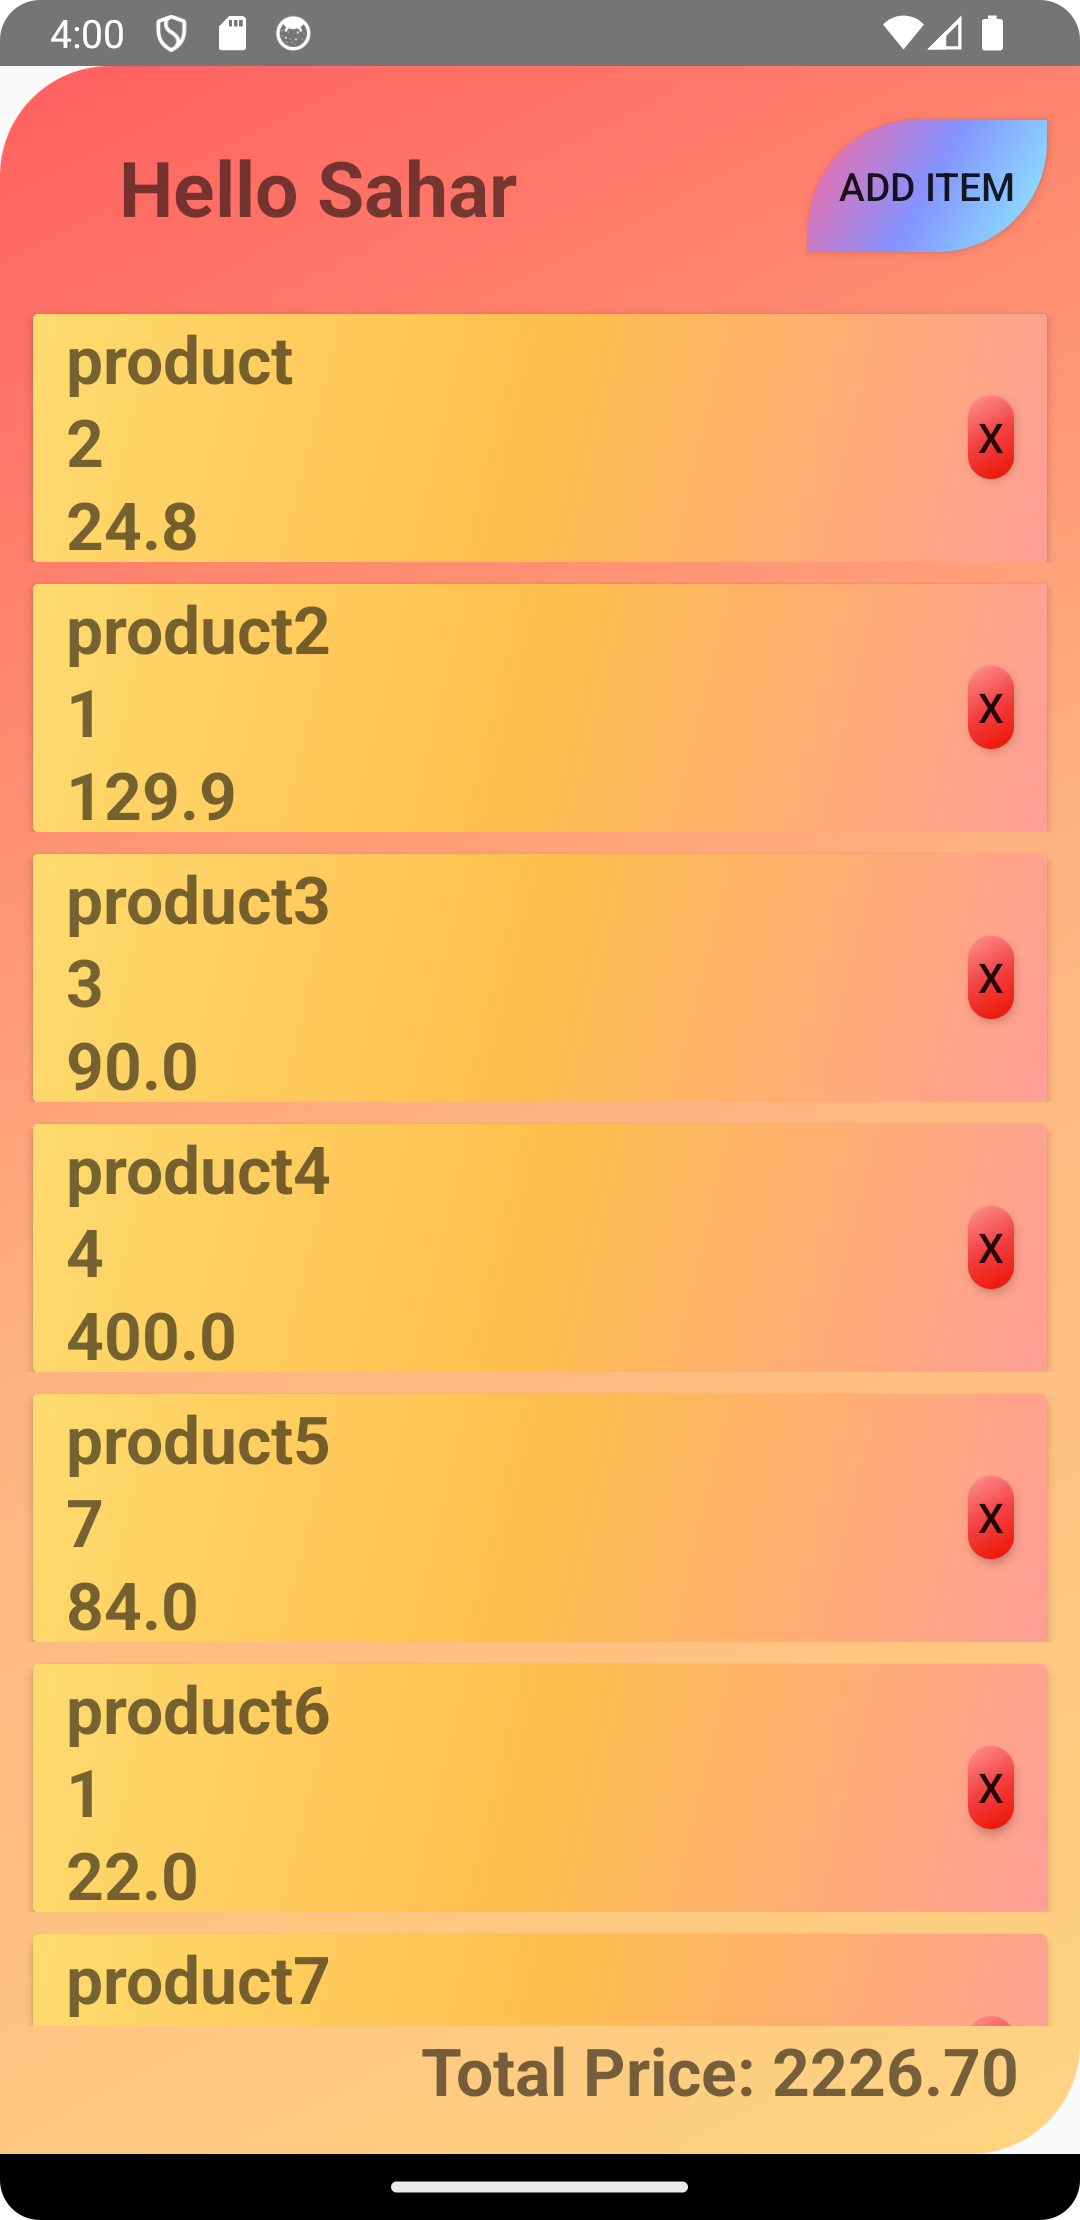 4:00
Hello Sahar
ADD ITEM
product
2
24.8
X
product2
1
129.9
X
product3
3
90.0
X
product4
4
400.0
X
product5
7
84.0
X
product6
1
22.0
X
product7
Total Price: 2226.70